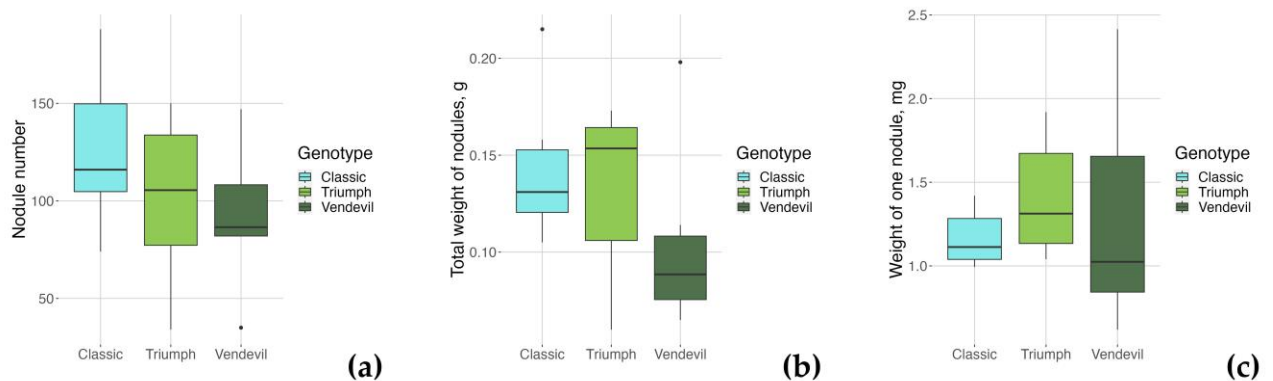 Nodule number
150
100
50
Classic Triumph Vendevil
Genotype
Classic
Triumph
Vendevil
(a)
Total weight of nodules, g
0.20
0.15
0.10
Classic Triumph Vendevil
Genotype
Classic
Triumph
Vendevil
(b)
Weight of one nodule, mg
2.5
2.0
1.5
1.0
Classic Triumph Vendevil
Genotype
Classic
Triumph
Vendevil
(c)